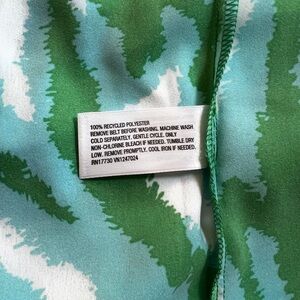 100% RECYCLED POLYESTER
REMOVE BELT BEFORE WASHING. MACHINE WASH
COLD SEPARATELY. GENTLE CYCLE. ONLY
NON-CHLORINE BLEACH IF NEEDED. TUMBLE DRY
LOW. REMOVE PROMPTLY. COOL IRON IF NEEDED.
RN17730 VN1247024